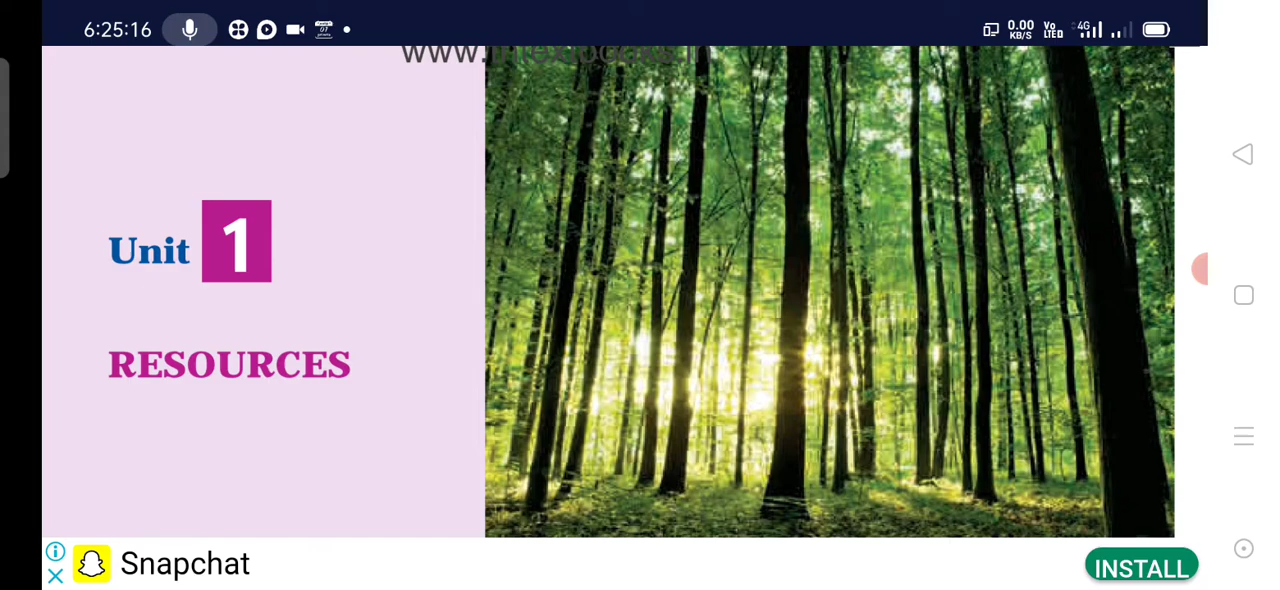 6:25:16
0.00
KB/S
Vo
LTE
4G
Unit 1
RESOURCES
Snapchat
INSTALL